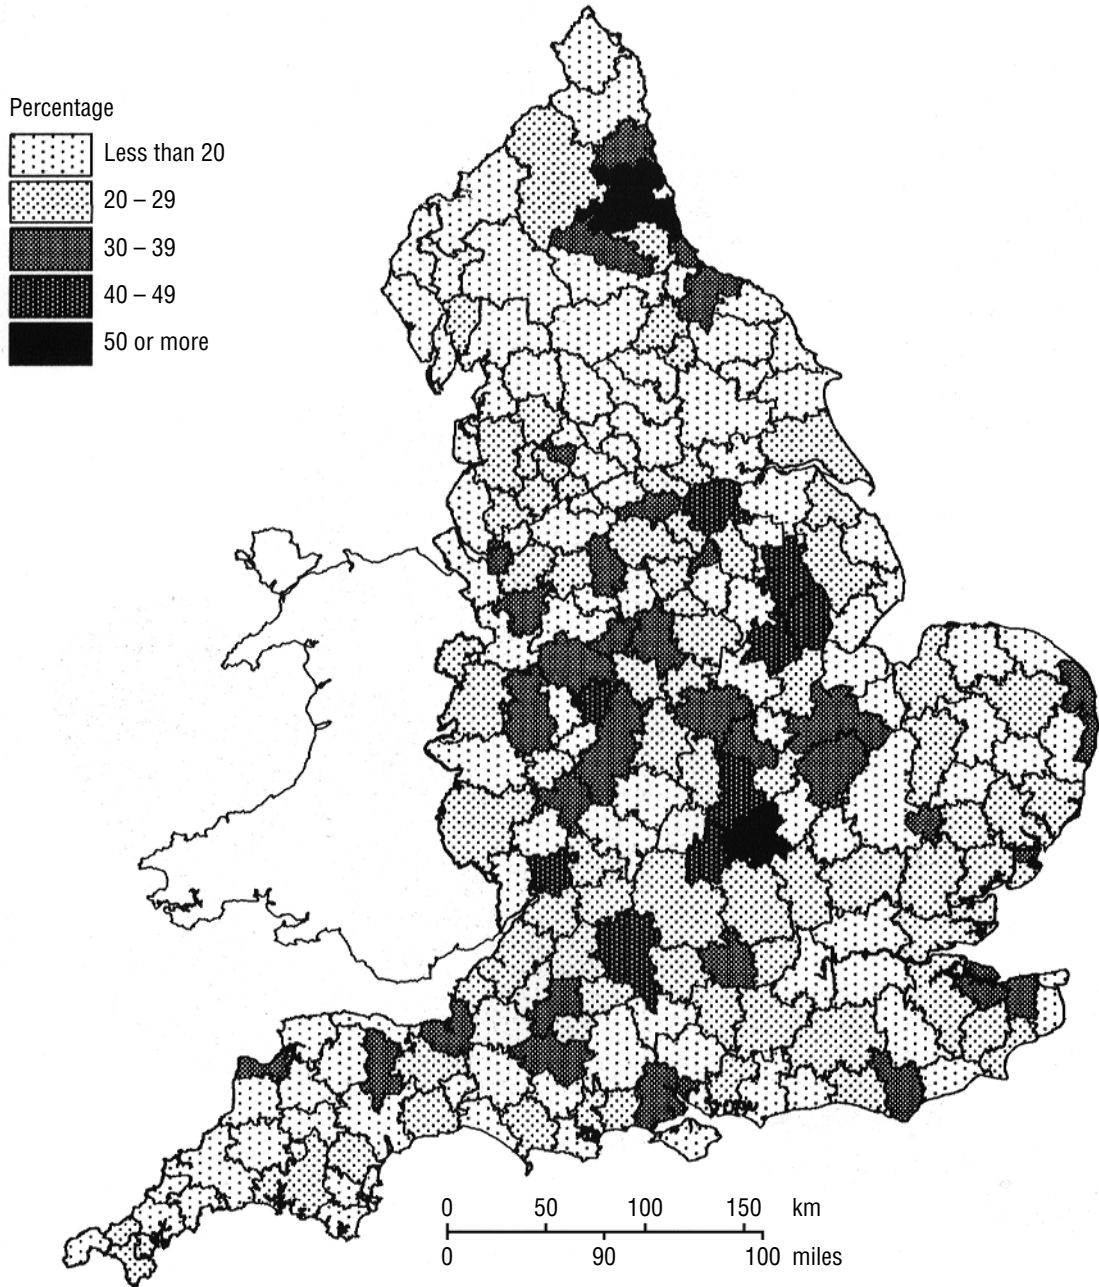 Percentage
Less than 20
20 – 29
30 – 39
40 – 49
50 or more
0 50 100 150 km
0 90 100 miles